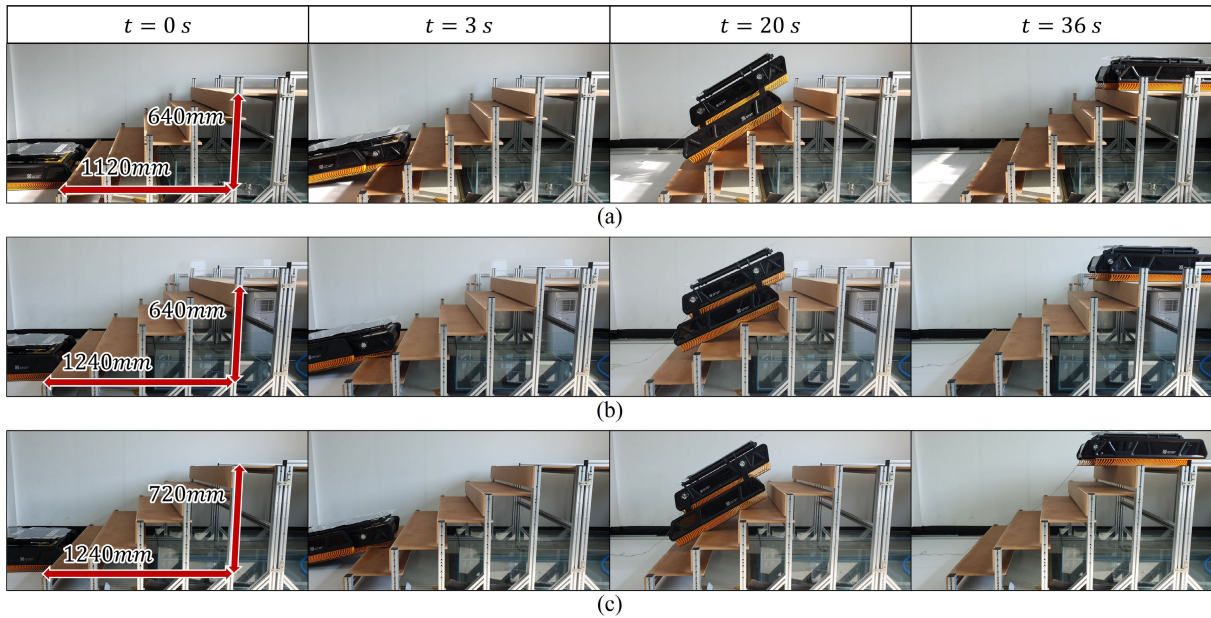 t = 0 s
t = 3 s
t = 20 s
t = 36 s
640mm
1120mm
(a)
640mm
1240mm
(b)
720mm
1240mm
(c)